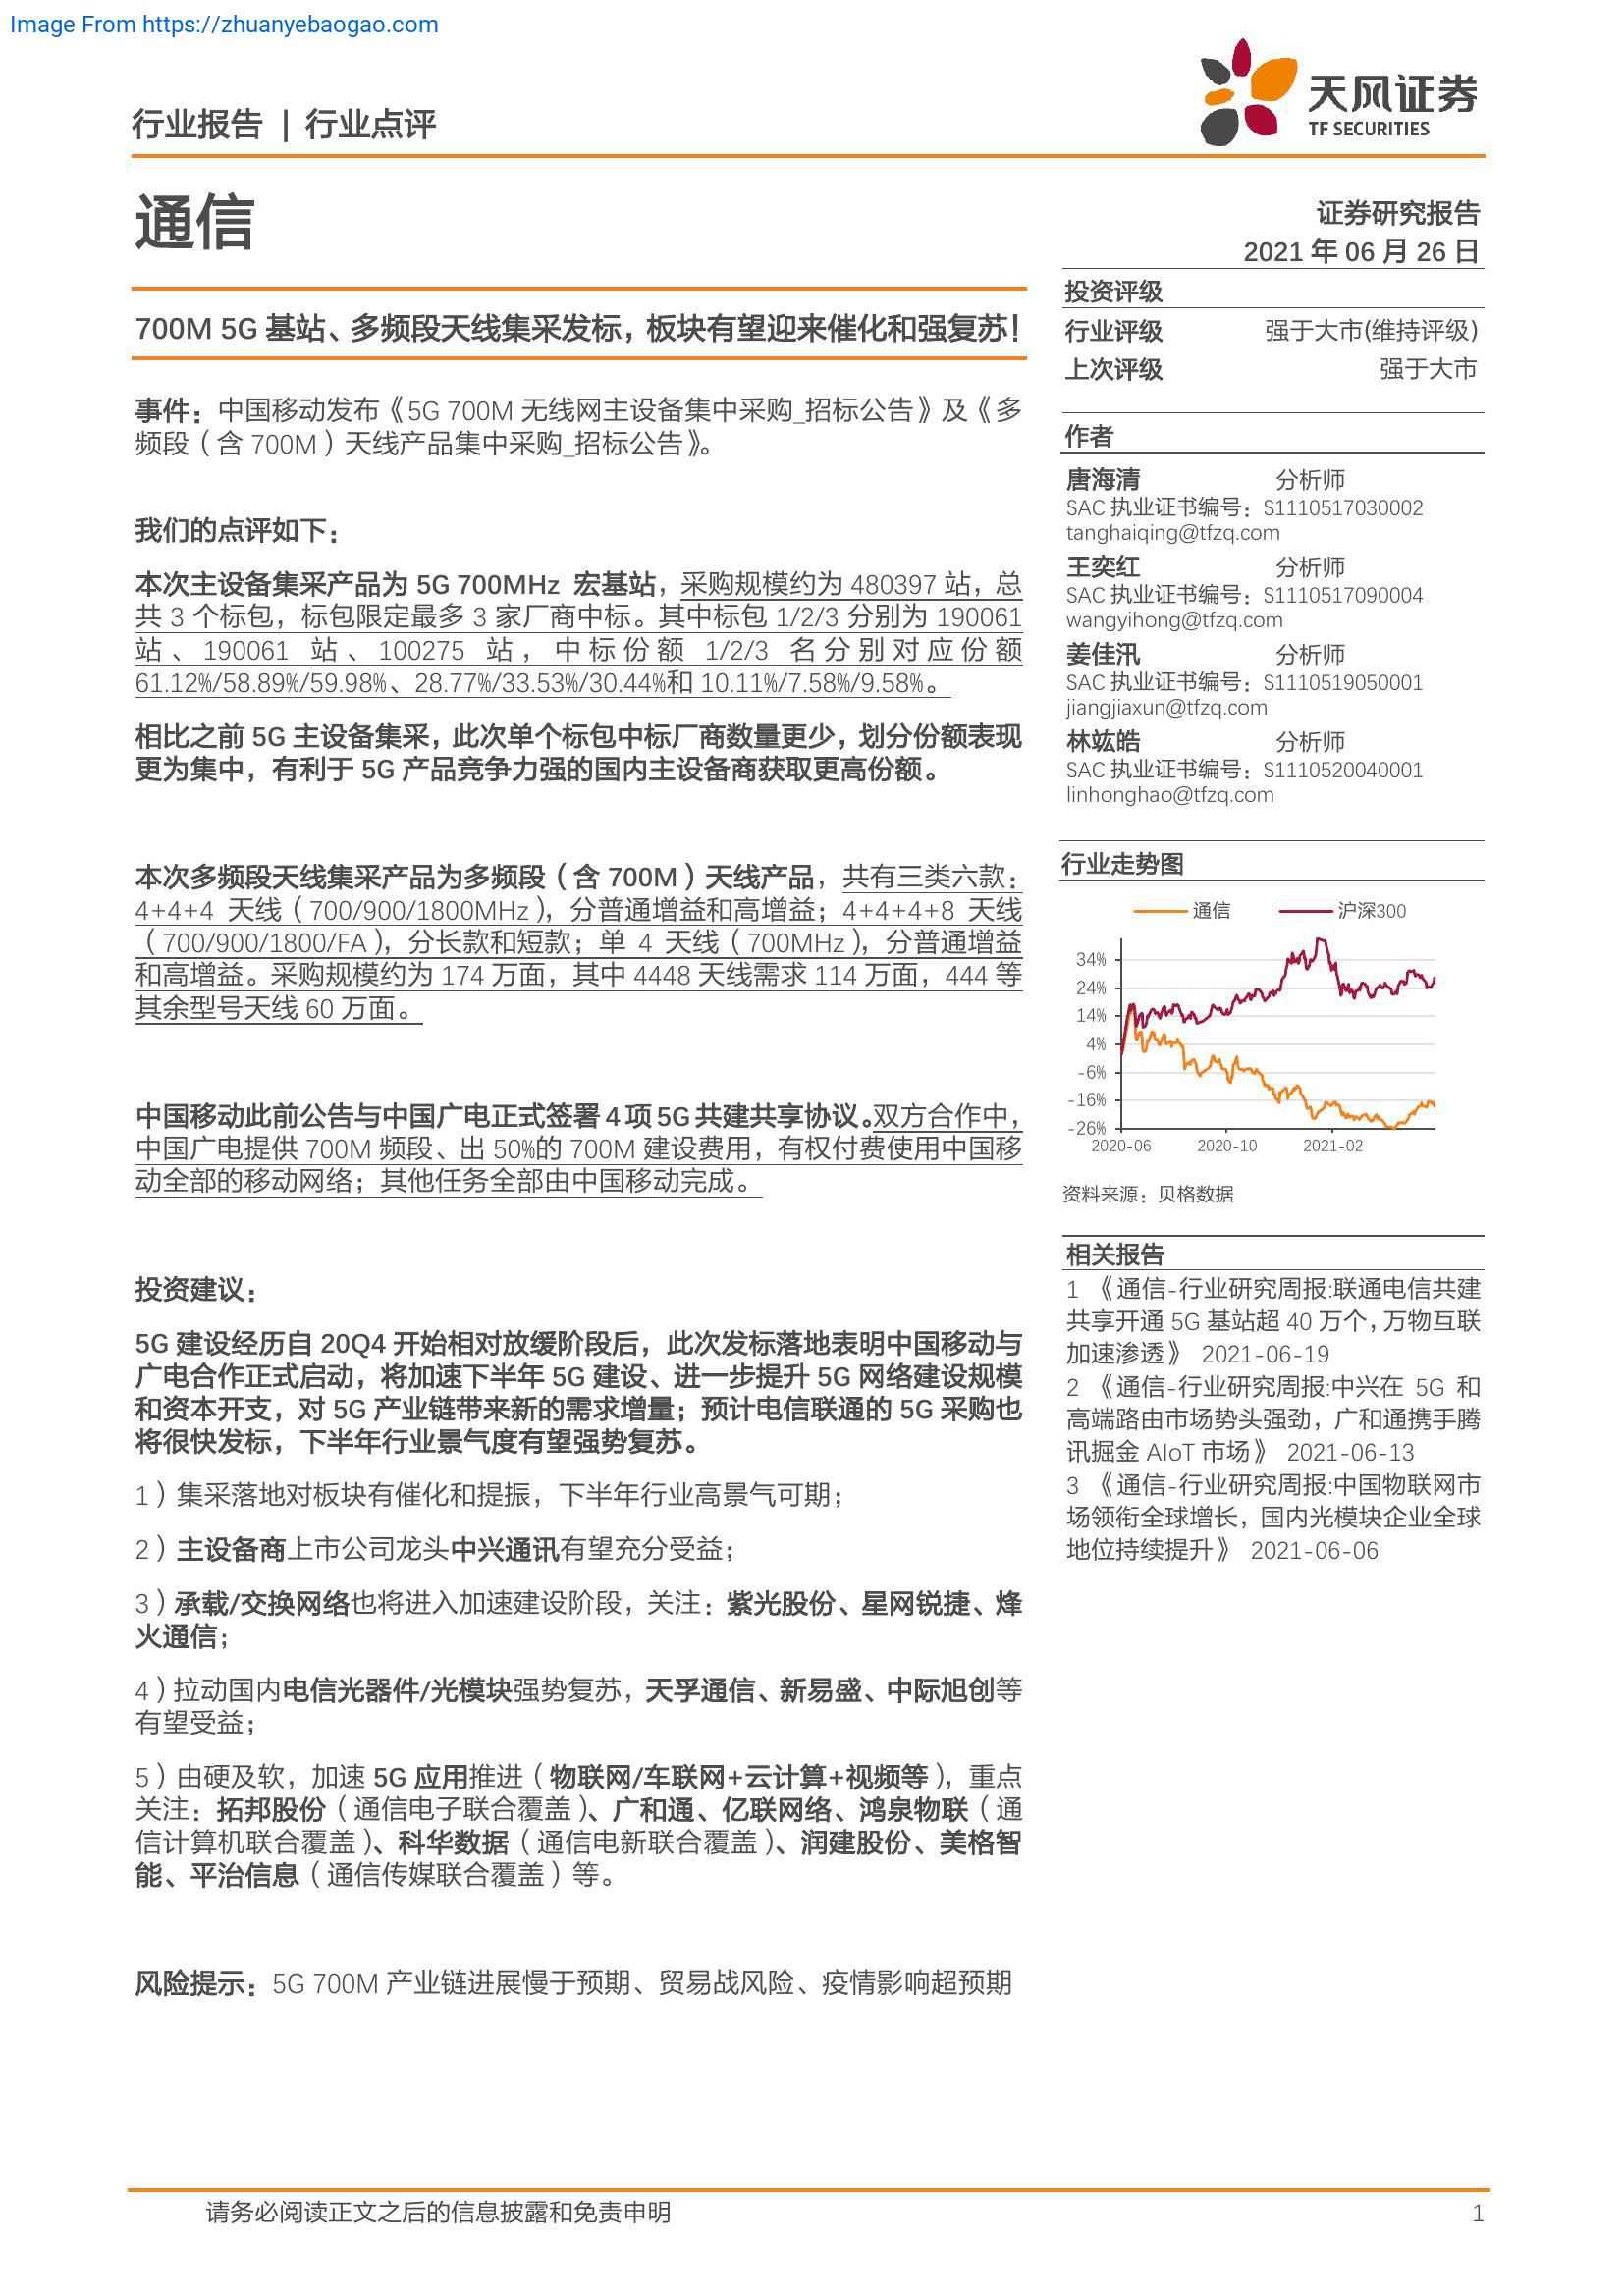 Image From https://zhuanyebaogao.com
行业报告 | 行业点评
天风证券
TF SECURITIES
通信
证券研究报告
2021 年 06 月 26 日
700M 5G 基站、多频段天线集采发标，板块有望迎来催化和强复苏！
事件：中国移动发布《5G 700M 无线网主设备集中采购_招标公告》及《多
频段（含 700M）天线产品集中采购_招标公告》。
我们的点评如下：
本次主设备集采产品为 5G 700MHz 宏基站，采购规模约为 480397 站，总
共 3 个标包，标包限定最多 3 家厂商中标。其中标包 1/2/3 分别为 190061
站、190061 站、100275 站，中标份额 1/2/3 名分别对应份额
61.12%/58.89%/59.98%、28.77%/33.53%/30.44%和 10.11%/7.58%/9.58%。
相比之前 5G 主设备集采，此次单个标包中标厂商数量更少，划分份额表现
更为集中，有利于 5G 产品竞争力强的国内主设备商获取更高份额。
本次多频段天线集采产品为多频段（含 700M）天线产品，共有三类六款：
4+4+4 天线（700/900/1800MHz），分普通增益和高增益；4+4+4+8 天线
（700/900/1800/FA），分长款和短款；单 4 天线（700MHz），分普通增益
和高增益。采购规模约为 174 万面，其中 4448 天线需求 114 万面，444 等
其余型号天线 60 万面。
中国移动此前公告与中国广电正式签署 4 项 5G 共建共享协议。双方合作中，
中国广电提供 700M 频段、出 50%的 700M 建设费用，有权付费使用中国移
动全部的移动网络；其他任务全部由中国移动完成。
投资建议：
5G 建设经历自 20Q4 开始相对放缓阶段后，此次发标落地表明中国移动与
广电合作正式启动，将加速下半年 5G 建设、进一步提升 5G 网络建设规模
和资本开支，对 5G 产业链带来新的需求增量；预计电信联通的 5G 采购也
将很快发标，下半年行业景气度有望强势复苏。
1）集采落地对板块有催化和提振，下半年行业高景气可期；
2）主设备商上市公司龙头中兴通讯有望充分受益；
3）承载/交换网络也将进入加速建设阶段，关注：紫光股份、星网锐捷、烽
火通信；
4）拉动国内电信光器件/光模块强势复苏，天孚通信、新易盛、中际旭创等
有望受益；
5）由硬及软，加速 5G 应用推进（物联网/车联网+云计算+视频等），重点
关注：拓邦股份（通信电子联合覆盖）、广和通、亿联网络、鸿泉物联（通
信计算机联合覆盖）、科华数据（通信电新联合覆盖）、润建股份、美格智
能、平治信息（通信传媒联合覆盖）等。
风险提示：5G 700M 产业链进展慢于预期、贸易战风险、疫情影响超预期
投资评级
行业评级 强于大市(维持评级)
上次评级 强于大市
作者
唐海清 分析师
SAC 执业证书编号：S1110517030002
tanghaiqing@tfzq.com
王奕红 分析师
SAC 执业证书编号：S1110517090004
wangyihong@tfzq.com
姜佳汛 分析师
SAC 执业证书编号：S1110519050001
jiangjiaxun@tfzq.com
林竑皓 分析师
SAC 执业证书编号：S1110520040001
linhonghao@tfzq.com
行业走势图
通信 沪深300
34%
24%
14%
4%
-6%
-16%
-26%
2020-06 2020-10 2021-02
资料来源：贝格数据
相关报告
1 《通信-行业研究周报:联通电信共建
共享开通 5G 基站超 40 万个，万物互联
加速渗透》 2021-06-19
2 《通信-行业研究周报:中兴在 5G 和
高端路由市场势头强劲，广和通携手腾
讯掘金 AIoT 市场》 2021-06-13
3 《通信-行业研究周报:中国物联网市
场领衔全球增长，国内光模块企业全球
地位持续提升》 2021-06-06
请务必阅读正文之后的信息披露和免责申明 1